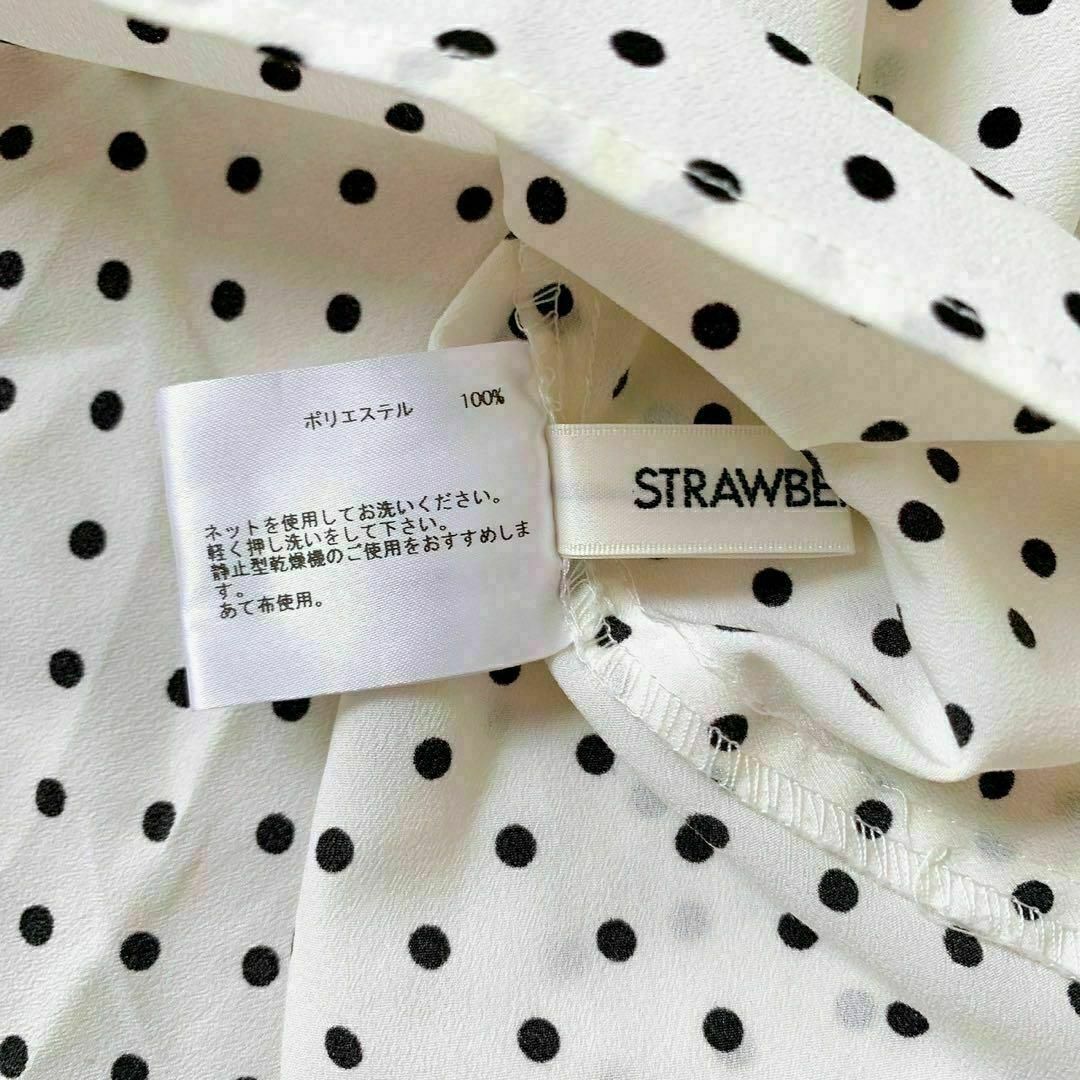 ポリエステル 100%
ネットを使用してお洗いください。
軽く押し洗いをして下さい。
静止型乾燥機のご使用をおすすめしま
す。
あて布使用。
STRAWBE